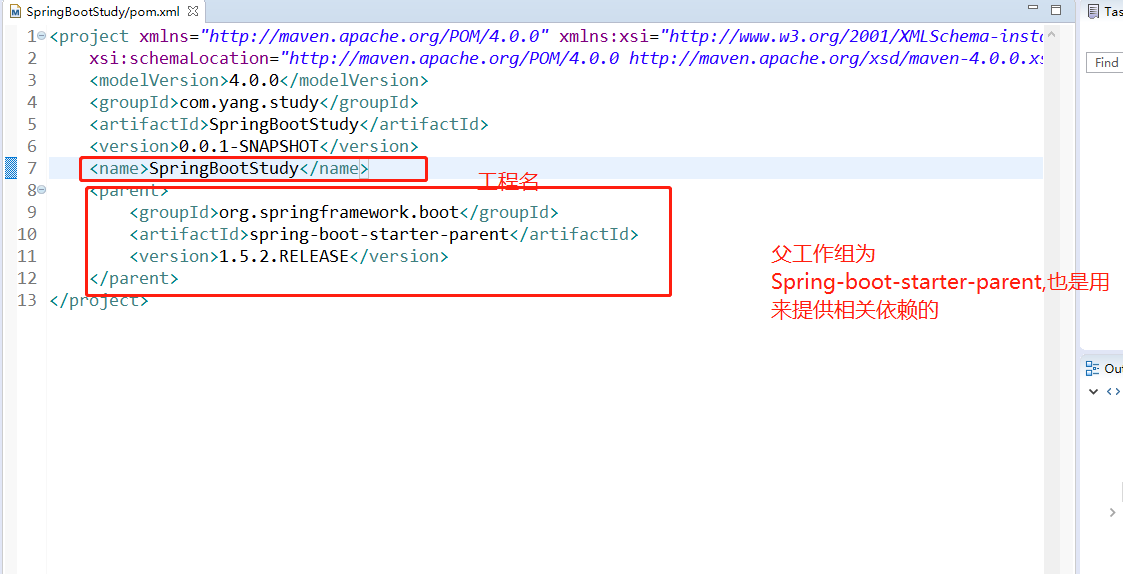 SpringBootStudy/pom.xml
Tas
1 <project xmlns="http://maven.apache.org/POM/4.0.0" xmlns:xsi="http://www.w3.org/2001/XMLSchema-insta
2 xsi:schemaLocation="http://maven.apache.org/POM/4.0.0 http://maven.apache.org/xsd/maven-4.0.0.xs
Find
3 <modelVersion>4.0.0</modelVersion>
4 <groupId>com.yang.study</groupId>
5 <artifactId>SpringBootStudy</artifactId>
6 <version>0.0.1-SNAPSHOT</version>
7 <name>SpringBootStudy</name>
工程名
8 <parent>
9 <groupId>org.springframework.boot</groupId>
10 <artifactId>spring-boot-starter-parent</artifactId>
11 <version>1.5.2.RELEASE</version>
12 </parent>
13 </project>
父工作组为
Spring-boot-starter-parent,也是用
来提供相关依赖的
Out